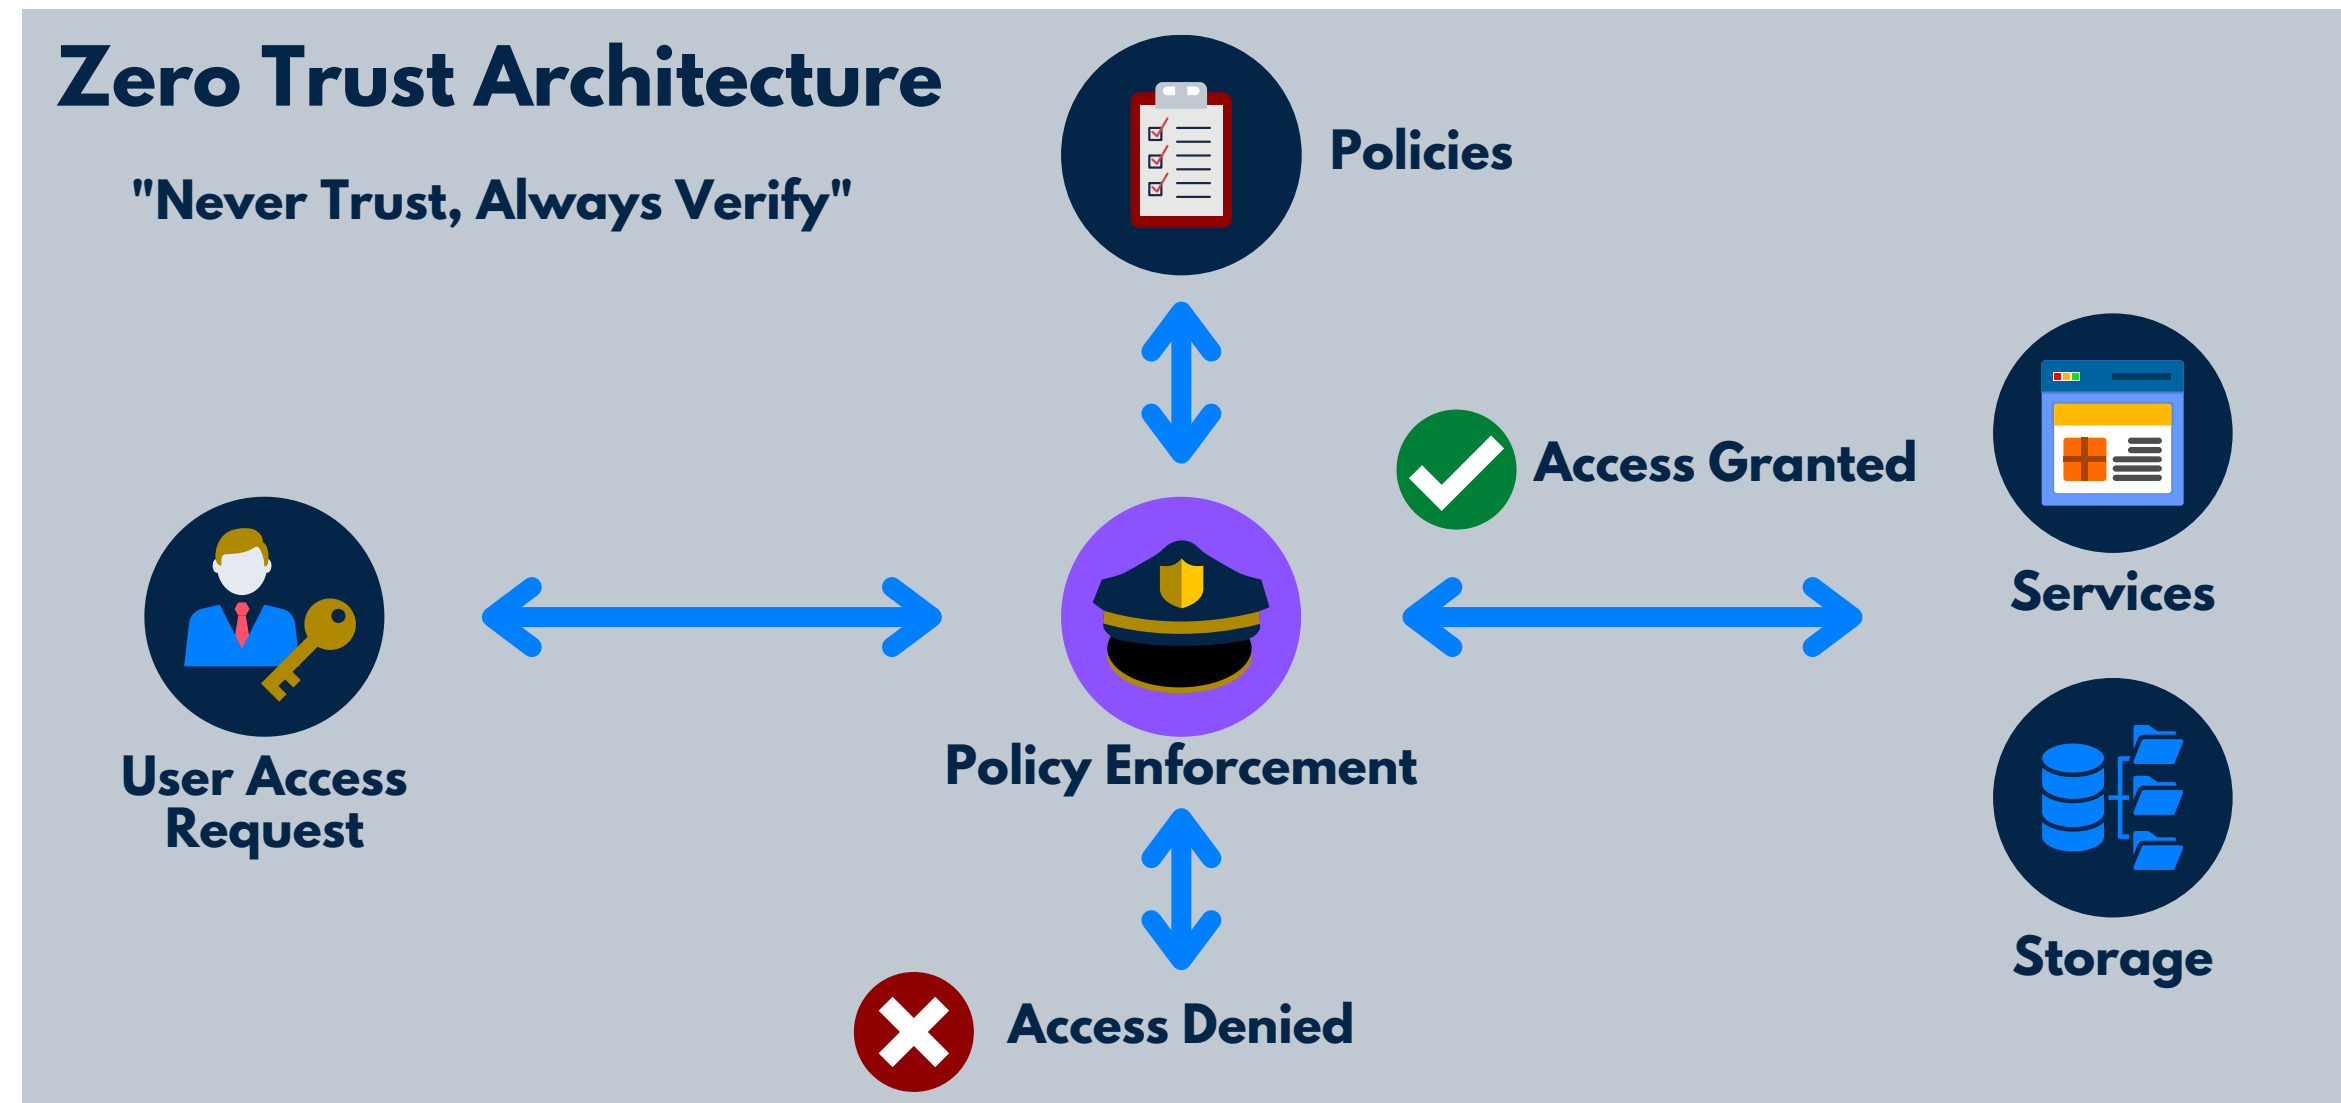 Zero Trust Architecture
"Never Trust, Always Verify"
Policies
Access Granted
Services
User Access
Request
Policy Enforcement
Storage
Access Denied